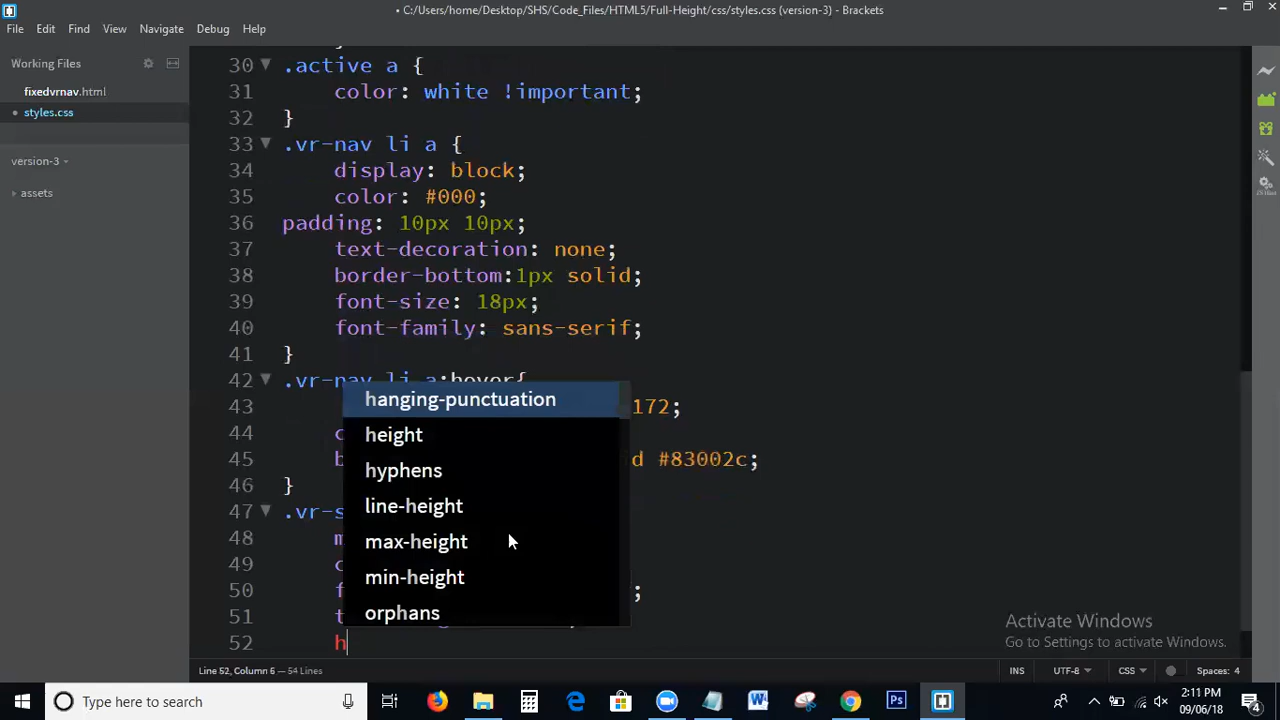 • C:/Users/home/Desktop/SHS/Code_Files/HTML5/Full-Height/css/styles.css (version-3) - Brackets
File Edit Find View Navigate Debug Help
Working Files
fixedvrnav.html
styles.css
version-3
assets
30 .active a {
31 color: white !important;
32 }
33 .vr-nav li a {
34 display: block;
35 color: #000;
36 padding: 10px 10px;
37 text-decoration: none;
38 border-bottom:1px solid;
39 font-size: 18px;
40 font-family: sans-serif;
41 }
42 .vr-nav li a:hover{
43 172;
44 c
45 b d #83002c;
46 }
47 .vr-s
48 m
49 c
50 f ;
51 t
52 h
hanging-punctuation
height
hyphens
line-height
max-height
min-height
orphans
Activate Windows
Go to Settings to activate Windows.
Line 52, Column 6 — 54 Lines
INS UTF-8 CSS Spaces: 4
Type here to search
2:11 PM
09/06/18
4